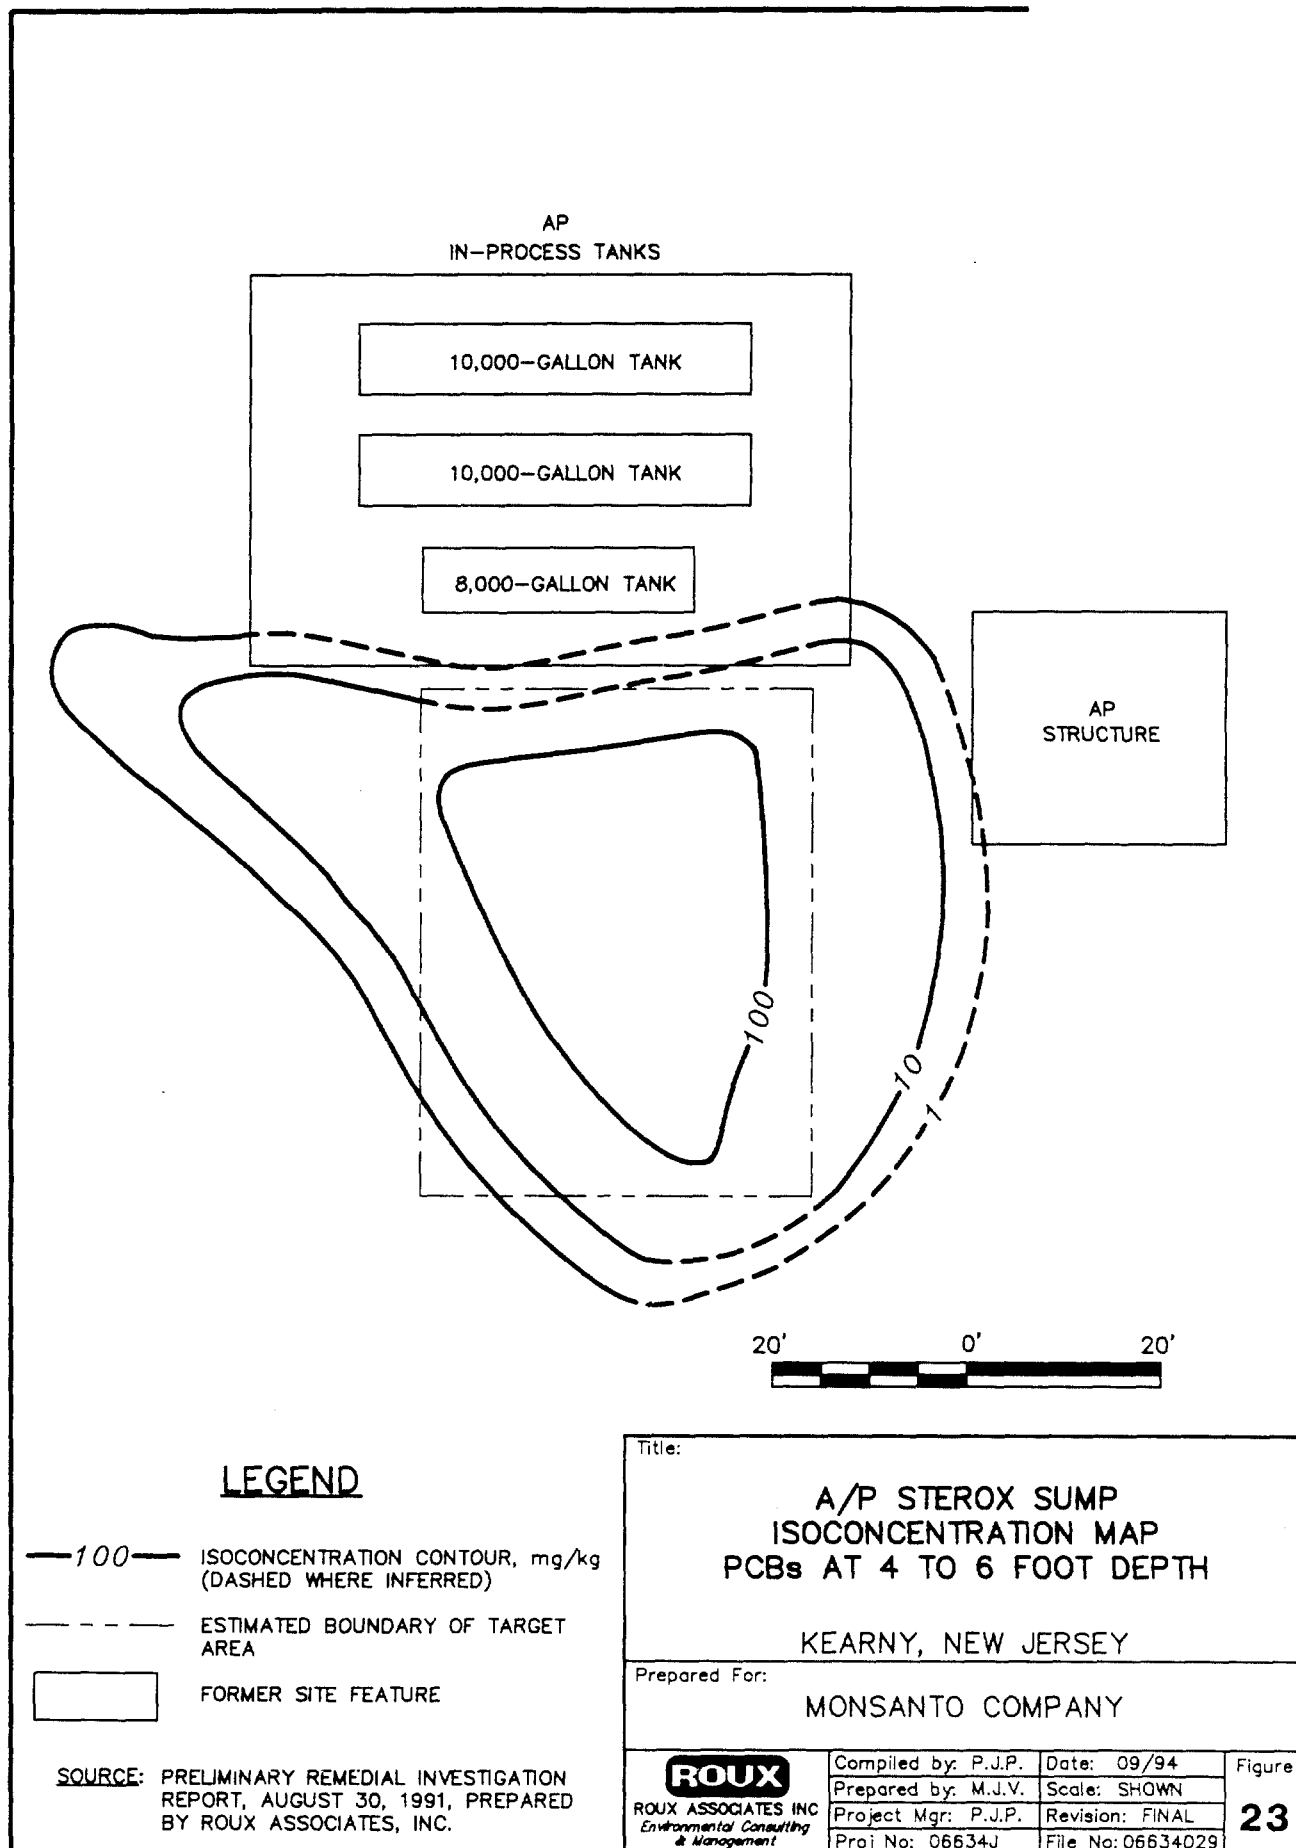 AP
IN-PROCESS TANKS
10,000-GALLON TANK
10,000-GALLON TANK
8,000-GALLON TANK
AP
STRUCTURE
100
10
1
20' 0' 20'
LEGEND
100 ISOCONCENTRATION CONTOUR, mg/kg
(DASHED WHERE INFERRED)
ESTIMATED BOUNDARY OF TARGET
AREA
FORMER SITE FEATURE
SOURCE: PRELIMINARY REMEDIAL INVESTIGATION
REPORT, AUGUST 30, 1991, PREPARED
BY ROUX ASSOCIATES, INC.
Title:
A/P STEROX SUMP
ISOCONCENTRATION MAP
PCBs AT 4 TO 6 FOOT DEPTH
KEARNY, NEW JERSEY
Prepared For:
MONSANTO COMPANY
ROUX
ROUX ASSOCIATES INC
Environmental Consulting
& Management
Compiled by: P.J.P. Date: 09/94
Prepared by: M.J.V. Scale: SHOWN
Project Mgr: P.J.P. Revision: FINAL
Proj No: 06634J File No: 06634029
Figure
23